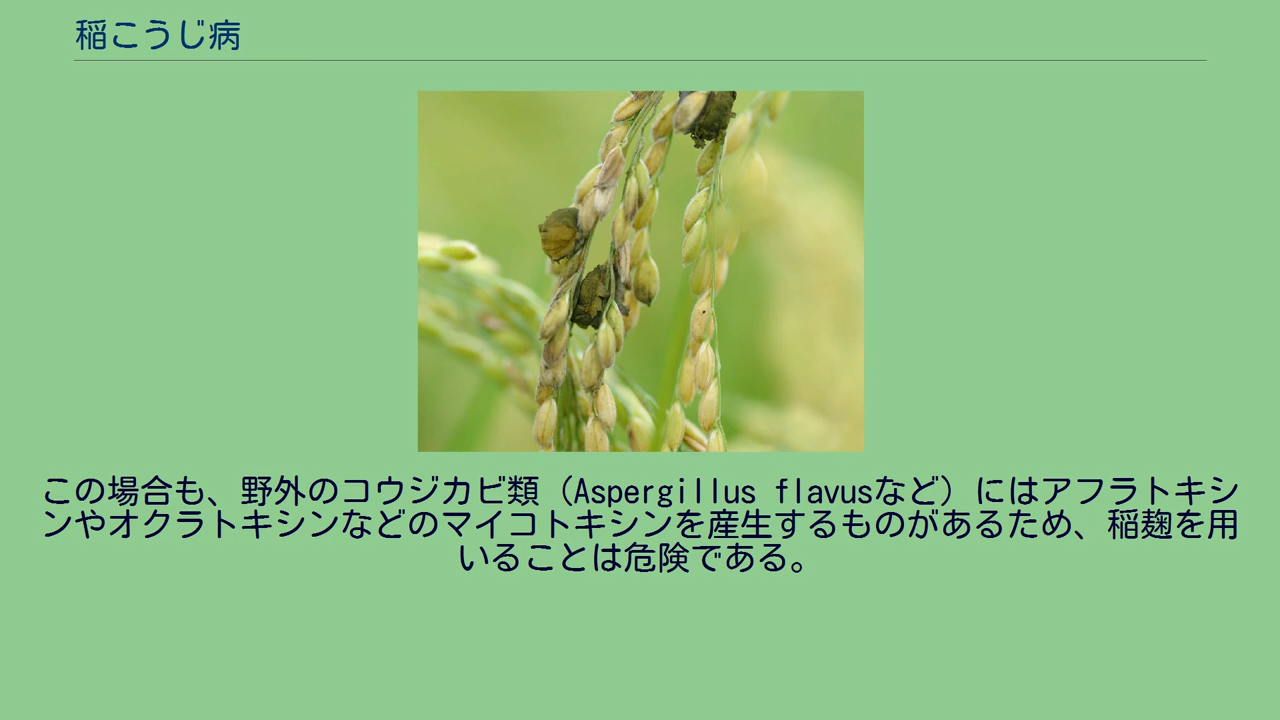 稲こうじ病
この場合も、野外のコウジカビ類（Aspergillus flavusなど）にはアフラトキシ
ンやオクラトキシンなどのマイコトキシンを産生するものがあるため、稲麹を用
いることは危険である。